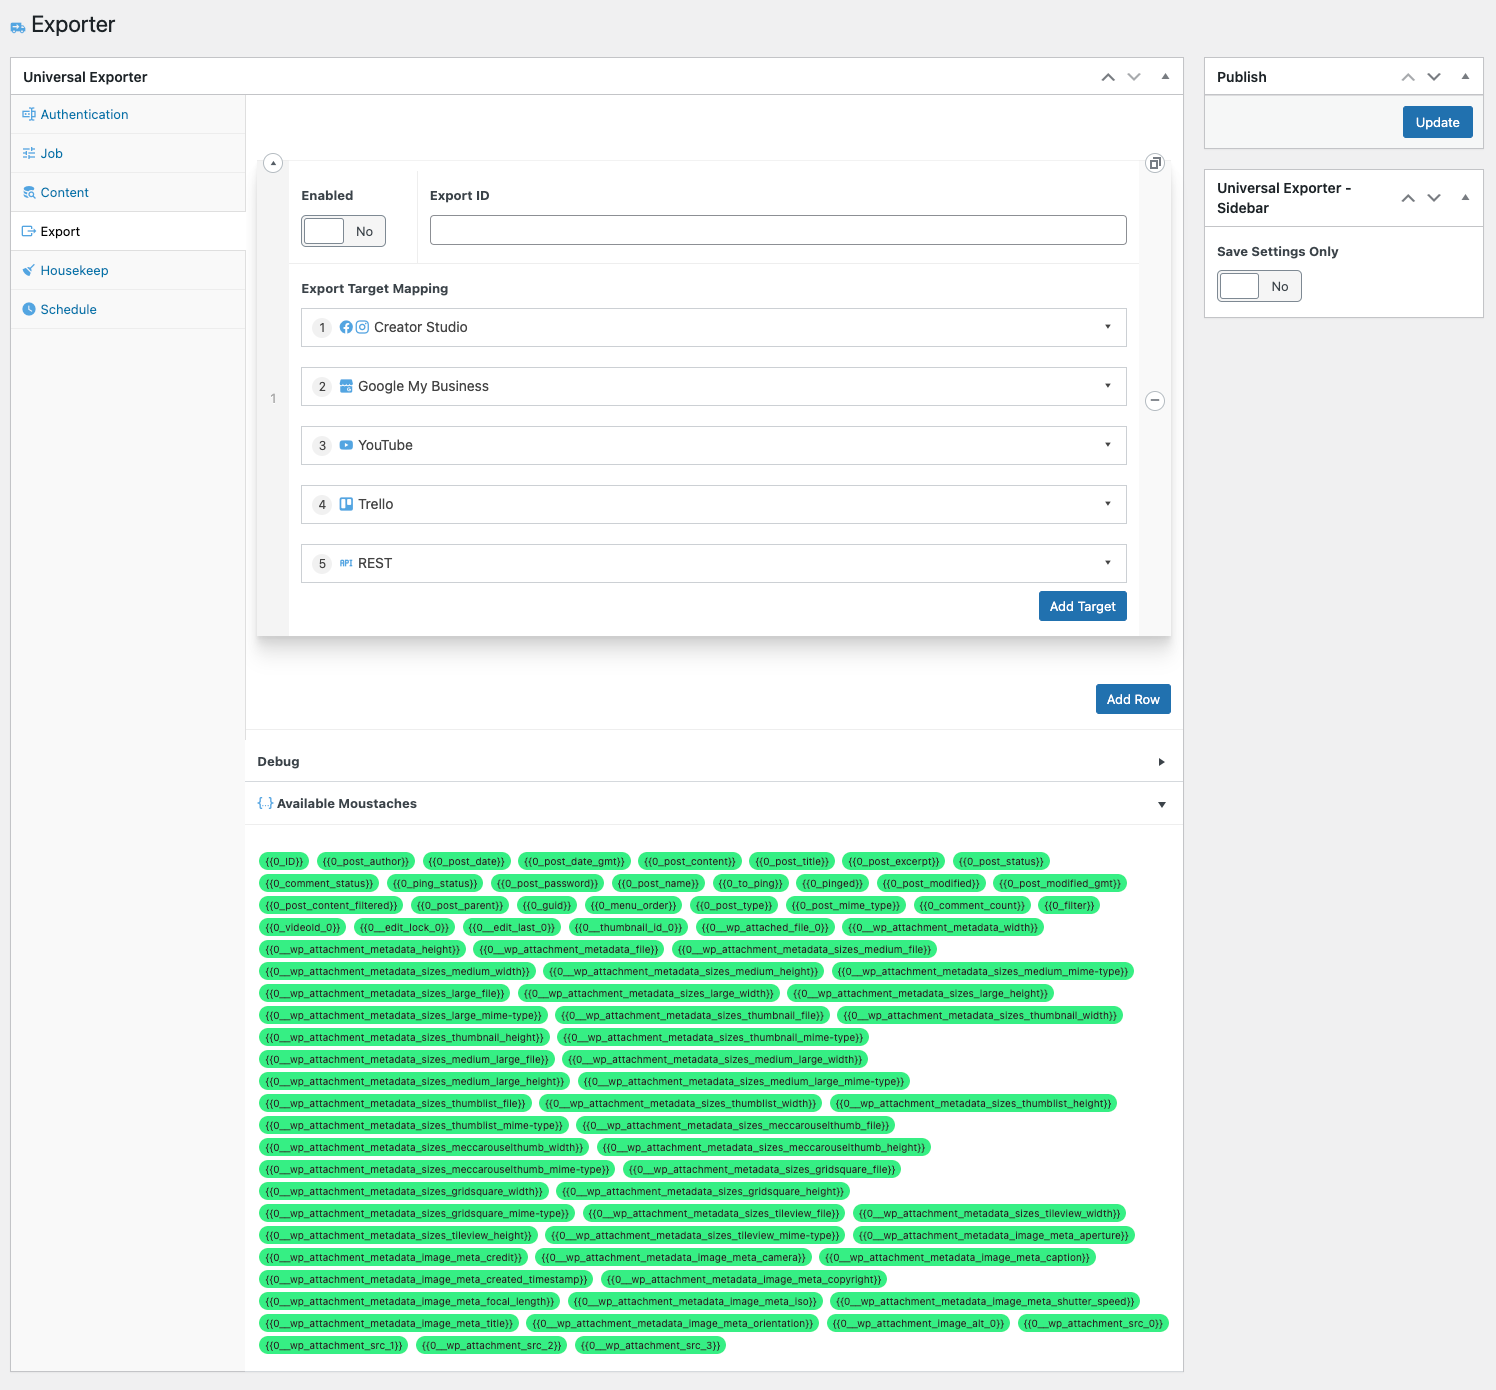 Exporter
Universal Exporter
Authentication
Job
Content
Export
Housekeep
Schedule
Enabled
No
Export ID
1
Export Target Mapping
1 Creator Studio
2 Google My Business
3 YouTube
4 Trello
5 API REST
Add Target
Add Row
Debug
{..} Available Moustaches
{{0_ID}} {{0_post_author}} {{0_post_date}} {{0_post_date_gmt}} {{0_post_content}} {{0_post_title}} {{0_post_excerpt}} {{0_post_status}}
{{0_comment_status}} {{0_ping_status}} {{0_post_password}} {{0_post_name}} {{0_to_ping}} {{0_pinged}} {{0_post_modified}} {{0_post_modified_gmt}}
{{0_post_content_filtered}} {{0_post_parent}} {{0_guid}} {{0_menu_order}} {{0_post_type}} {{0_post_mime_type}} {{0_comment_count}} {{0_filter}}
{{0_videoId_0}} {{0__edit_lock_0}} {{0__edit_last_0}} {{0__thumbnail_id_0}} {{0__wp_attached_file_0}} {{0__wp_attachment_metadata_width}}
{{0__wp_attachment_metadata_height}} {{0__wp_attachment_metadata_file}} {{0__wp_attachment_metadata_sizes_medium_file}}
{{0__wp_attachment_metadata_sizes_medium_width}} {{0__wp_attachment_metadata_sizes_medium_height}} {{0__wp_attachment_metadata_sizes_medium_mime-type}}
{{0__wp_attachment_metadata_sizes_large_file}} {{0__wp_attachment_metadata_sizes_large_width}} {{0__wp_attachment_metadata_sizes_large_height}}
{{0__wp_attachment_metadata_sizes_large_mime-type}} {{0__wp_attachment_metadata_sizes_thumbnail_file}} {{0__wp_attachment_metadata_sizes_thumbnail_width}}
{{0__wp_attachment_metadata_sizes_thumbnail_height}} {{0__wp_attachment_metadata_sizes_thumbnail_mime-type}}
{{0__wp_attachment_metadata_sizes_medium_large_file}} {{0__wp_attachment_metadata_sizes_medium_large_width}}
{{0__wp_attachment_metadata_sizes_medium_large_height}} {{0__wp_attachment_metadata_sizes_medium_large_mime-type}}
{{0__wp_attachment_metadata_sizes_thumblist_file}} {{0__wp_attachment_metadata_sizes_thumblist_width}} {{0__wp_attachment_metadata_sizes_thumblist_height}}
{{0__wp_attachment_metadata_sizes_thumblist_mime-type}} {{0__wp_attachment_metadata_sizes_meccarouselthumb_file}}
{{0__wp_attachment_metadata_sizes_meccarouselthumb_width}} {{0__wp_attachment_metadata_sizes_meccarouselthumb_height}}
{{0__wp_attachment_metadata_sizes_meccarouselthumb_mime-type}} {{0__wp_attachment_metadata_sizes_gridsquare_file}}
{{0__wp_attachment_metadata_sizes_gridsquare_width}} {{0__wp_attachment_metadata_sizes_gridsquare_height}}
{{0__wp_attachment_metadata_sizes_gridsquare_mime-type}} {{0__wp_attachment_metadata_sizes_tileview_file}} {{0__wp_attachment_metadata_sizes_tileview_width}}
{{0__wp_attachment_metadata_sizes_tileview_height}} {{0__wp_attachment_metadata_sizes_tileview_mime-type}} {{0__wp_attachment_metadata_image_meta_aperture}}
{{0__wp_attachment_metadata_image_meta_credit}} {{0__wp_attachment_metadata_image_meta_camera}} {{0__wp_attachment_metadata_image_meta_caption}}
{{0__wp_attachment_metadata_image_meta_created_timestamp}} {{0__wp_attachment_metadata_image_meta_copyright}}
{{0__wp_attachment_metadata_image_meta_focal_length}} {{0__wp_attachment_metadata_image_meta_iso}} {{0__wp_attachment_metadata_image_meta_shutter_speed}}
{{0__wp_attachment_metadata_image_meta_title}} {{0__wp_attachment_metadata_image_meta_orientation}} {{0__wp_attachment_image_alt_0}} {{0__wp_attachment_src_0}}
{{0__wp_attachment_src_1}} {{0__wp_attachment_src_2}} {{0__wp_attachment_src_3}}
Publish
Update
Universal Exporter -
Sidebar
Save Settings Only
No